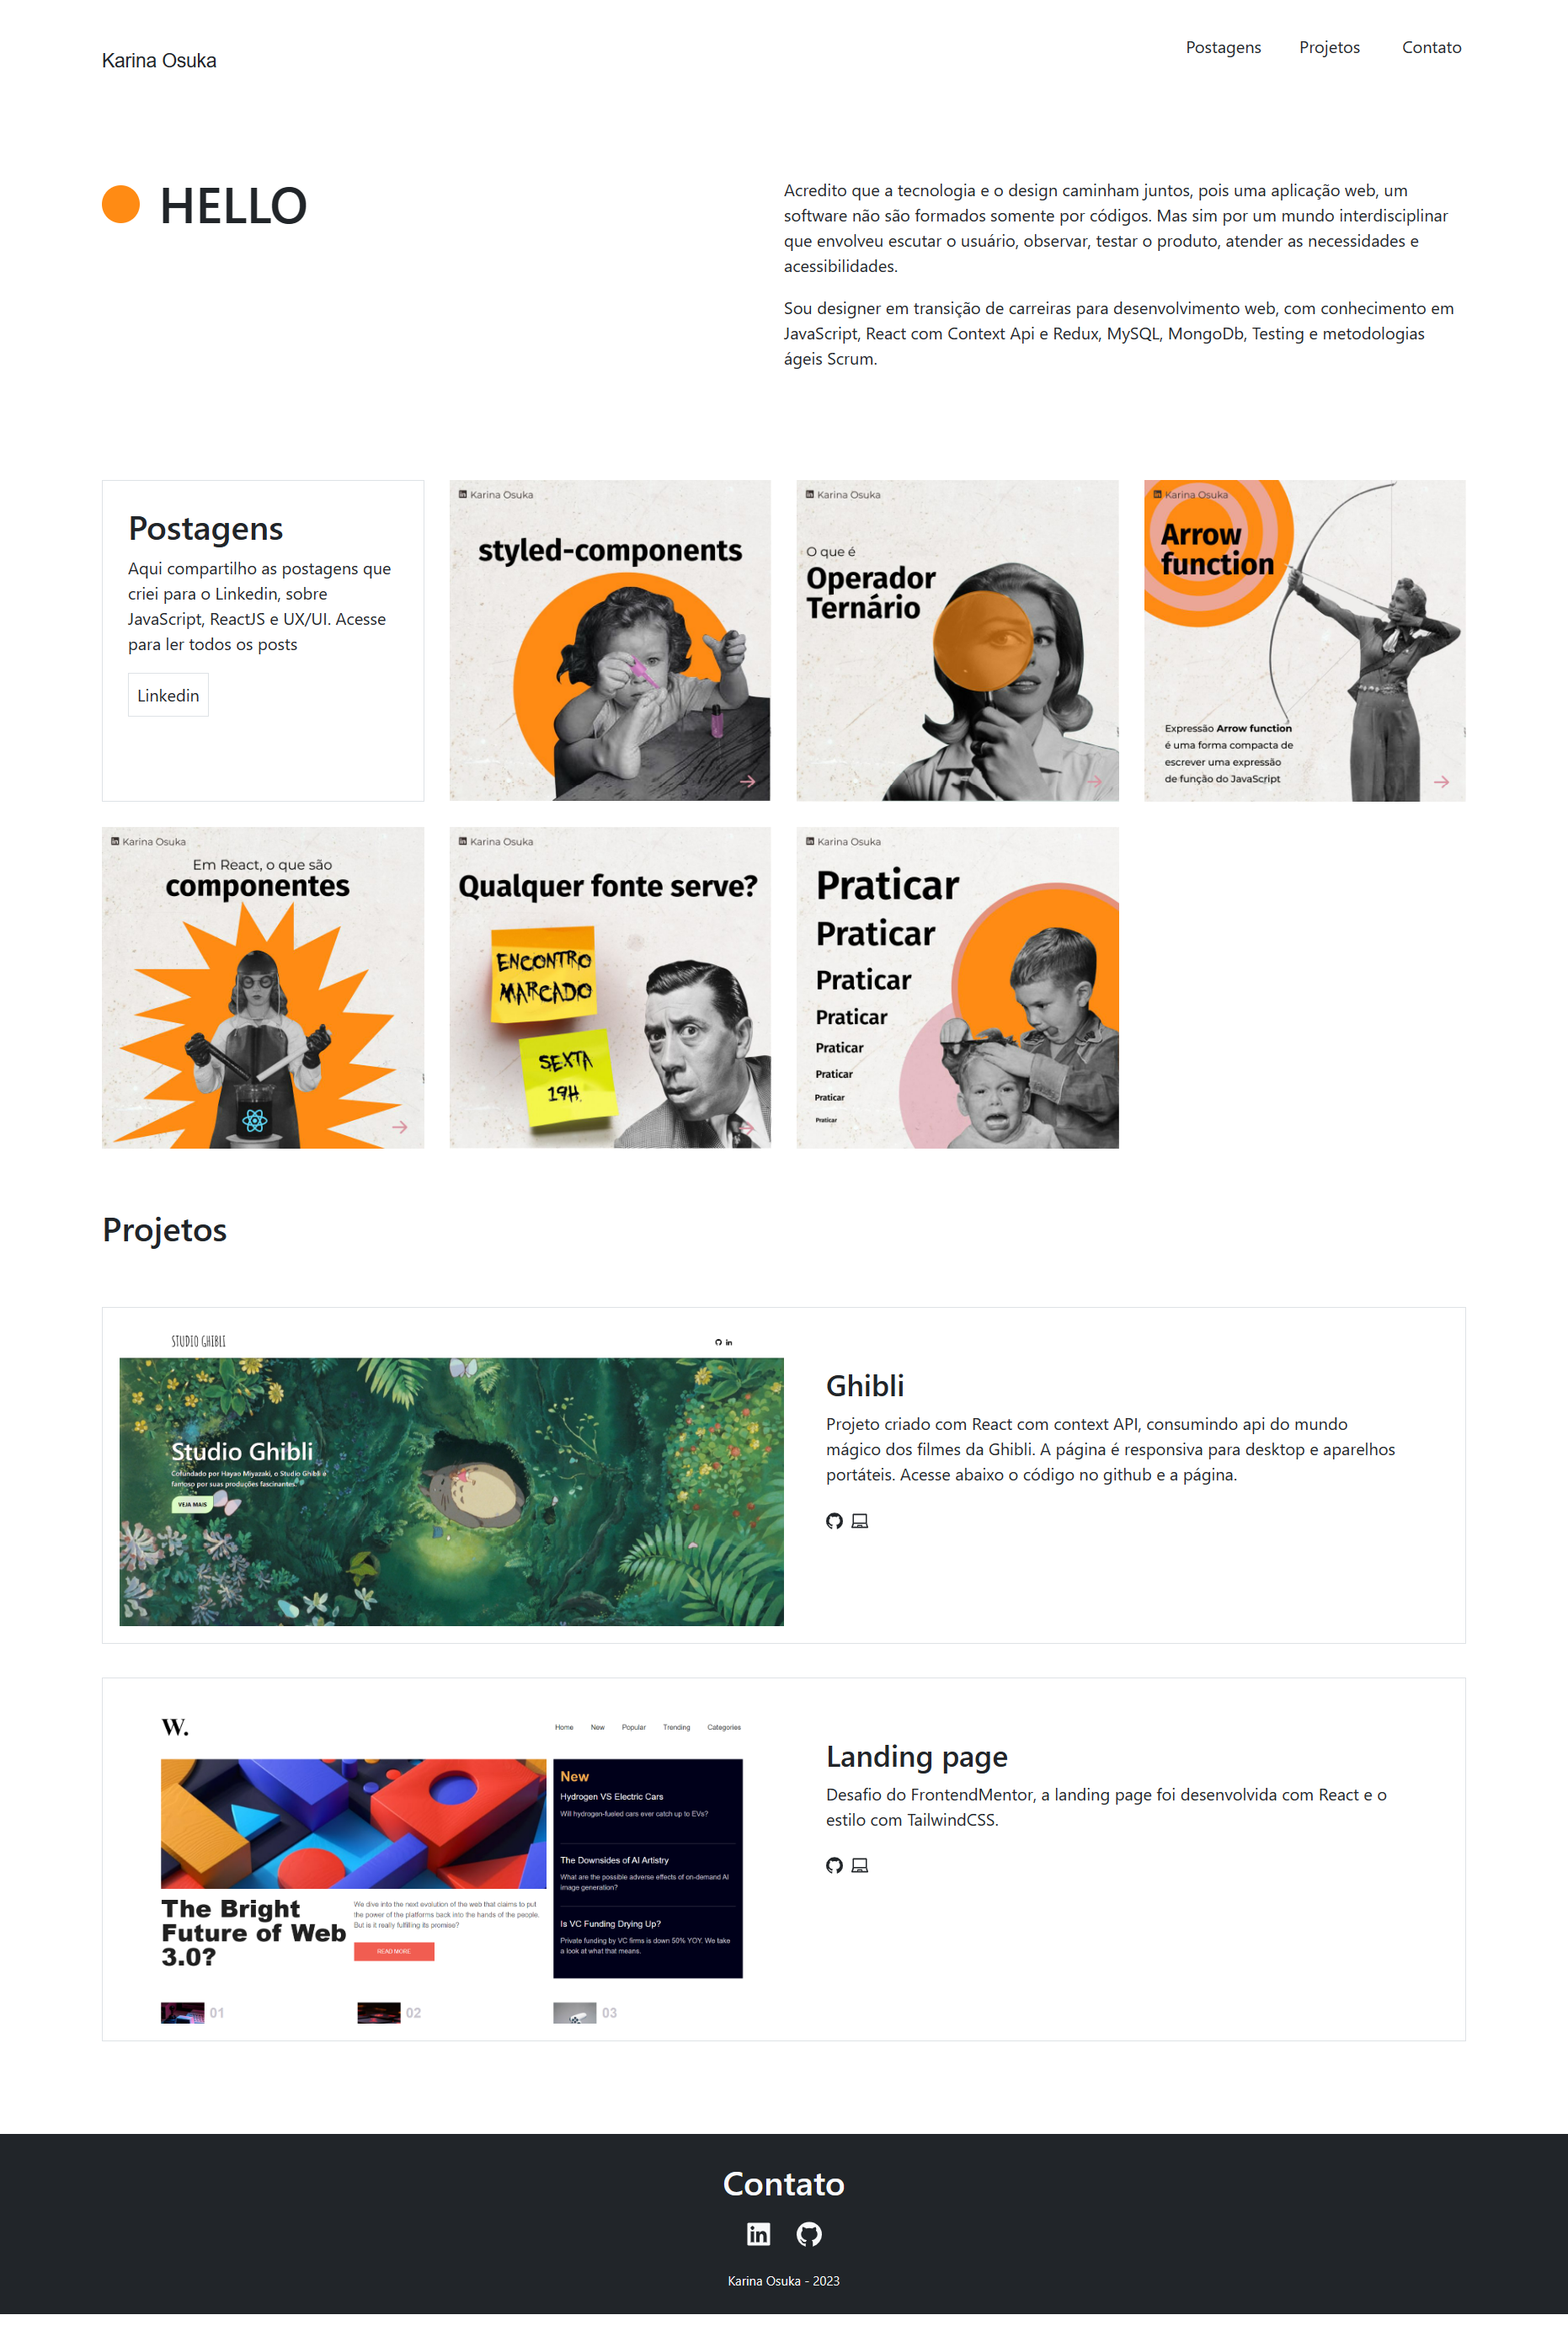 Karina Osuka
Postagens Projetos Contato
HELLO
Acredito que a tecnologia e o design caminham juntos, pois uma aplicação web, um
software não são formados somente por códigos. Mas sim por um mundo interdisciplinar
que envolveu escutar o usuário, observar, testar o produto, atender as necessidades e
acessibilidades.
Sou designer em transição de carreiras para desenvolvimento web, com conhecimento em
JavaScript, React com Context Api e Redux, MySQL, MongoDb, Testing e metodologias
ágeis Scrum.
Postagens
Aqui compartilho as postagens que
criei para o Linkedin, sobre
JavaScript, ReactJS e UX/UI. Acesse
para ler todos os posts
Linkedin
Karina Osuka
styled-components
Karina Osuka
O que é
Operador
Ternário
Karina Osuka
Arrow
function
Expressão Arrow function
é uma forma compacta de
escrever uma expressão
de função do JavaScript
Karina Osuka
Em React, o que são
componentes
Karina Osuka
Qualquer fonte serve?
ENCONTRO
MARCADO
SEXTA
19H.
Karina Osuka
Praticar
Praticar
Praticar
Praticar
Praticar
Praticar
Praticar
Praticar
Projetos
STUDIO GHIBLI
Studio Ghibli
Cofundado por Hayao Miyazaki, o Studio Ghibli é
famoso por suas produções fascinantes.
VEJA MAIS
Ghibli
Projeto criado com React com context API, consumindo api do mundo
mágico dos filmes da Ghibli. A página é responsiva para desktop e aparelhos
portáteis. Acesse abaixo o código no github e a página.
W.
Home New Popular Trending Categories
The Bright
Future of Web
3.0?
We dive into the next evolution of the web that claims to put
the power of the platforms back into the hands of the people.
But is it really fulfilling its promise?
READ MORE
New
Hydrogen VS Electric Cars
Will hydrogen-fueled cars ever catch up to EVs?
The Downsides of AI Artistry
What are the possible adverse effects of on-demand AI
image generation?
Is VC Funding Drying Up?
Private funding by VC firms is down 50% YOY. We take
a look at what that means.
01
02
03
Landing page
Desafio do FrontendMentor, a landing page foi desenvolvida com React e o
estilo com TailwindCSS.
Contato
Karina Osuka - 2023